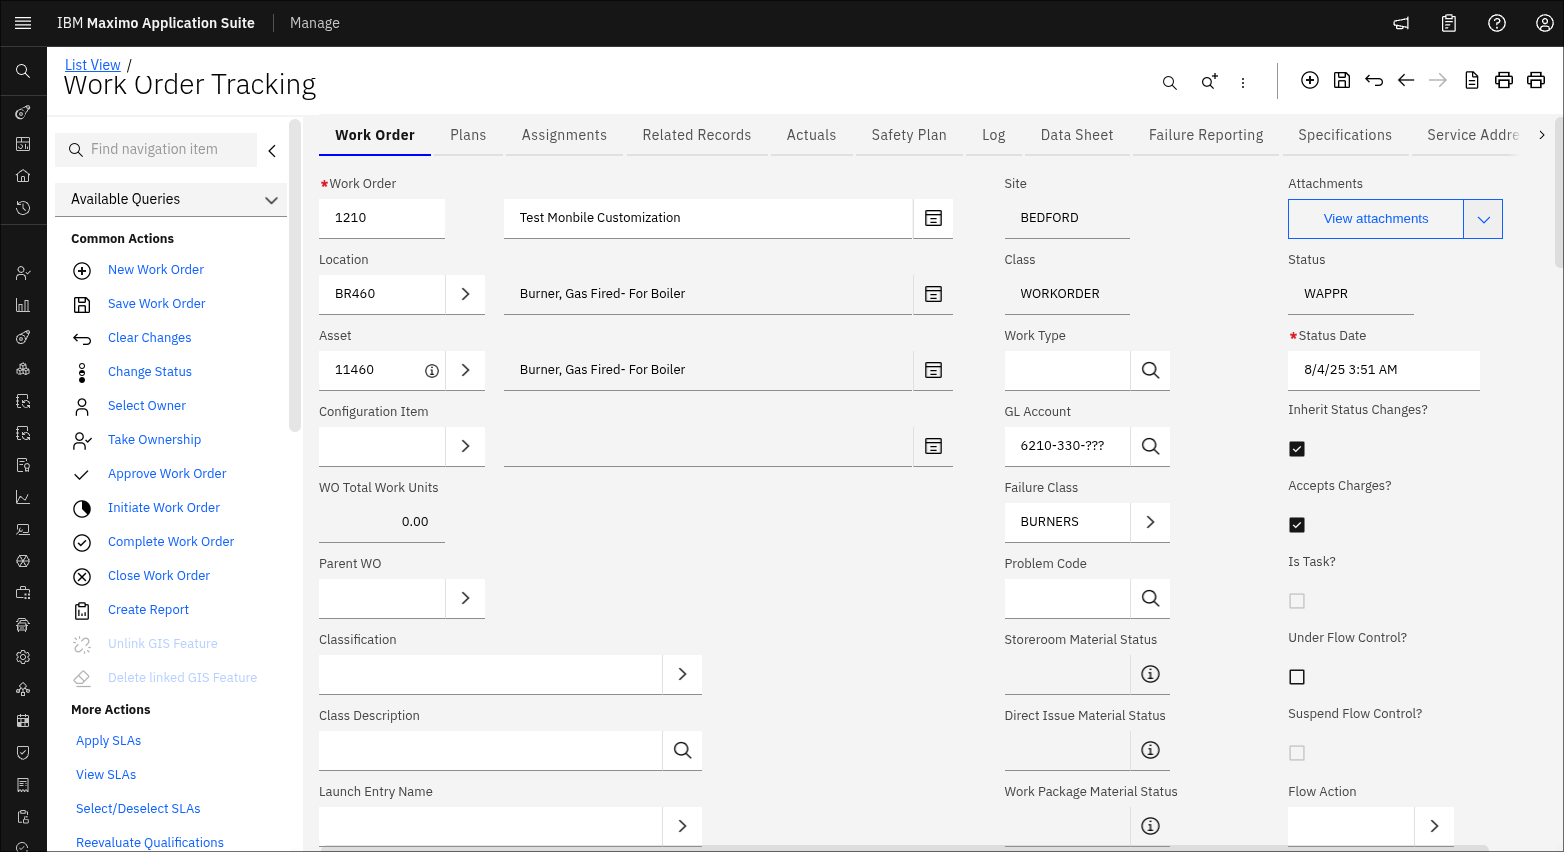 IBM Maximo Application Suite
Manage
List View /
Work Order Tracking
Find navigation item
Available Queries
Common Actions
New Work Order
Save Work Order
Clear Changes
Change Status
Select Owner
Take Ownership
Approve Work Order
Initiate Work Order
Complete Work Order
Close Work Order
Create Report
Unlink GIS Feature
Delete linked GIS Feature
More Actions
Apply SLAs
View SLAs
Select/Deselect SLAs
Reevaluate Qualifications
Work Order
Plans
Assignments
Related Records
Actuals
Safety Plan
Log
Data Sheet
Failure Reporting
Specifications
Service Addre
*Work Order
1210
Test Monbile Customization
Location
BR460
Burner, Gas Fired- For Boiler
Asset
11460
Burner, Gas Fired- For Boiler
Configuration Item
WO Total Work Units
0.00
Parent WO
Classification
Class Description
Launch Entry Name
Site
BEDFORD
Class
WORKORDER
Work Type
GL Account
6210-330-???
Failure Class
BURNERS
Problem Code
Storeroom Material Status
Direct Issue Material Status
Work Package Material Status
Attachments
View attachments
Status
WAPPR
*Status Date
8/4/25 3:51 AM
Inherit Status Changes?
Accepts Charges?
Is Task?
Under Flow Control?
Suspend Flow Control?
Flow Action